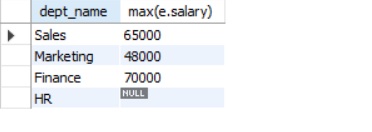 dept_name max(e.salary)
Sales 65000
Marketing 48000
Finance 70000
HR NULL